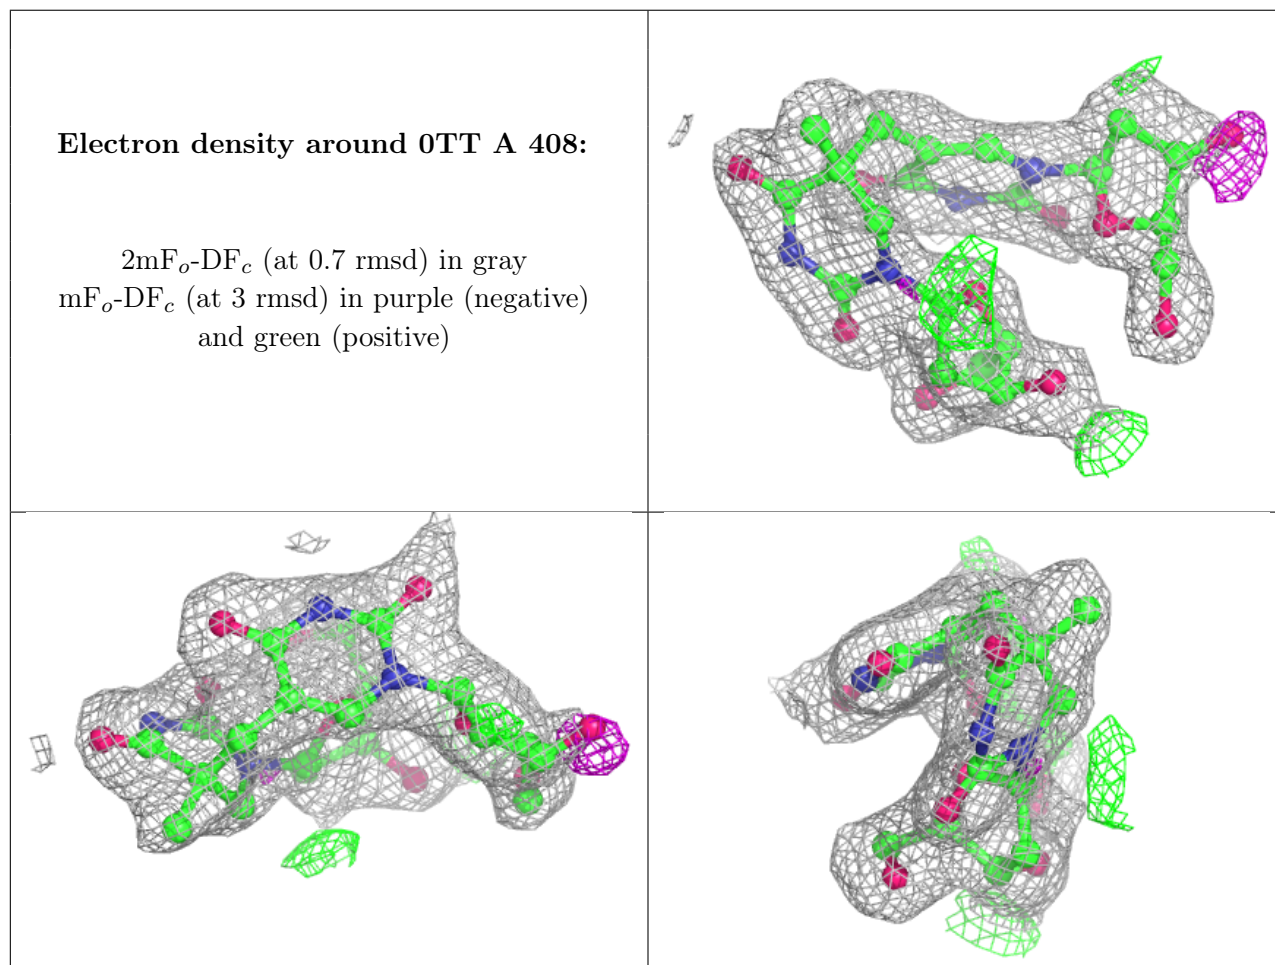 Electron density around 0TT A 408:
2mFo-DFc (at 0.7 rmsd) in gray
mFo-DFc (at 3 rmsd) in purple (negative)
and green (positive)